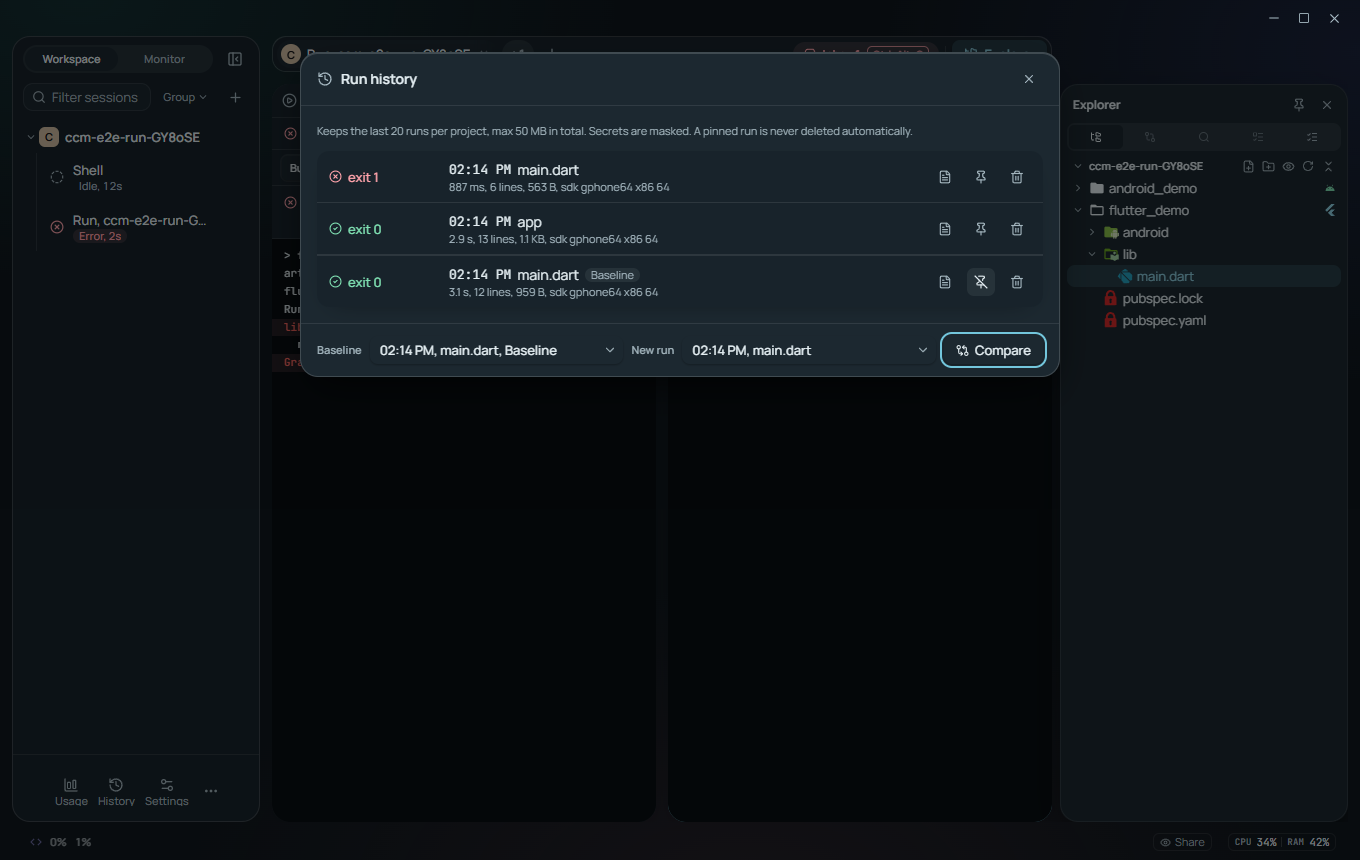 Workspace
Monitor
Filter sessions
Group
C
ccm-e2e-run-GY8oSE
Shell
Idle, 12s
Run, ccm-e2e-run-G...
Error, 2s
Usage
History
Settings
0% 1%
C
Run history
Keeps the last 20 runs per project, max 50 MB in total. Secrets are masked. A pinned run is never deleted automatically.
exit 1
02:14 PM main.dart
887 ms, 6 lines, 563 B, sdk gphone64 x86 64
exit 0
02:14 PM app
2.9 s, 13 lines, 1.1 KB, sdk gphone64 x86 64
exit 0
02:14 PM main.dart Baseline
3.1 s, 12 lines, 959 B, sdk gphone64 x86 64
Baseline 02:14 PM, main.dart, Baseline New run 02:14 PM, main.dart Compare
Explorer
ccm-e2e-run-GY8oSE
android_demo
flutter_demo
android
lib
main.dart
pubspec.lock
pubspec.yaml
Share
CPU 34% RAM 42%